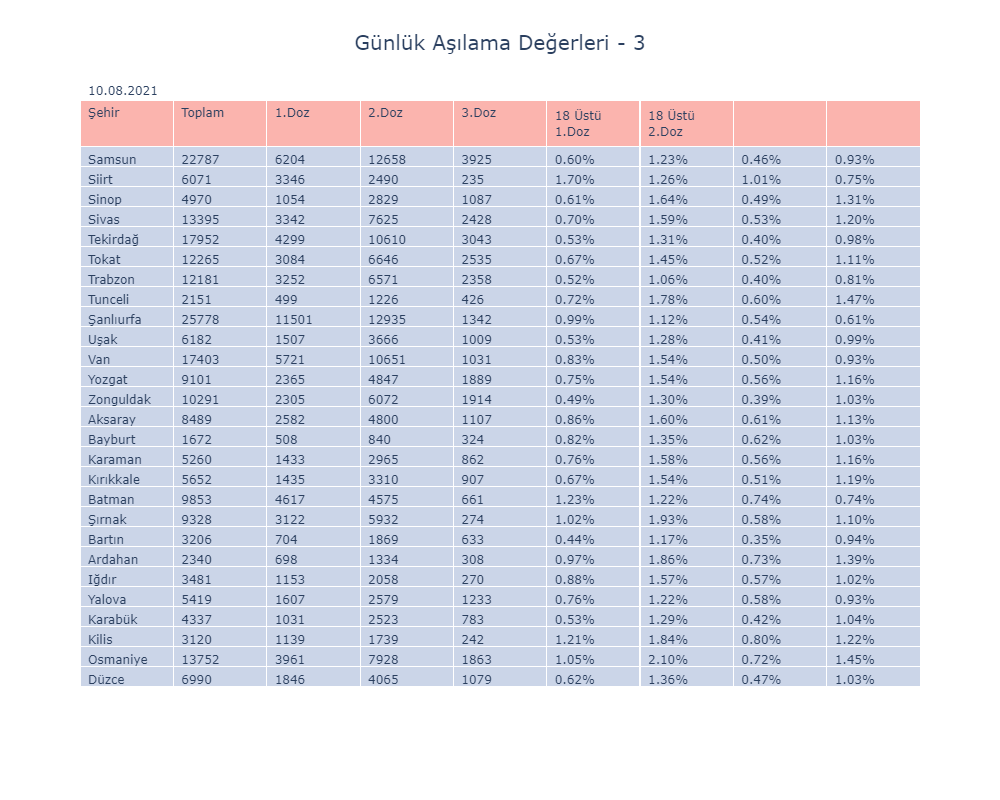 Günlük Aşılama Değerleri - 3
10.08.2021
Şehir Toplam 1.Doz 2.Doz 3.Doz 18 Üstü 1.Doz 18 Üstü 2.Doz
Samsun 22787 6204 12658 3925 0.60% 1.23% 0.46% 0.93%
Siirt 6071 3346 2490 235 1.70% 1.26% 1.01% 0.75%
Sinop 4970 1054 2829 1087 0.61% 1.64% 0.49% 1.31%
Sivas 13395 3342 7625 2428 0.70% 1.59% 0.53% 1.20%
Tekirdağ 17952 4299 10610 3043 0.53% 1.31% 0.40% 0.98%
Tokat 12265 3084 6646 2535 0.67% 1.45% 0.52% 1.11%
Trabzon 12181 3252 6571 2358 0.52% 1.06% 0.40% 0.81%
Tunceli 2151 499 1226 426 0.72% 1.78% 0.60% 1.47%
Şanlıurfa 25778 11501 12935 1342 0.99% 1.12% 0.54% 0.61%
Uşak 6182 1507 3666 1009 0.53% 1.28% 0.41% 0.99%
Van 17403 5721 10651 1031 0.83% 1.54% 0.50% 0.93%
Yozgat 9101 2365 4847 1889 0.75% 1.54% 0.56% 1.16%
Zonguldak 10291 2305 6072 1914 0.49% 1.30% 0.39% 1.03%
Aksaray 8489 2582 4800 1107 0.86% 1.60% 0.61% 1.13%
Bayburt 1672 508 840 324 0.82% 1.35% 0.62% 1.03%
Karaman 5260 1433 2965 862 0.76% 1.58% 0.56% 1.16%
Kırıkkale 5652 1435 3310 907 0.67% 1.54% 0.51% 1.19%
Batman 9853 4617 4575 661 1.23% 1.22% 0.74% 0.74%
Şırnak 9328 3122 5932 274 1.02% 1.93% 0.58% 1.10%
Bartın 3206 704 1869 633 0.44% 1.17% 0.35% 0.94%
Ardahan 2340 698 1334 308 0.97% 1.86% 0.73% 1.39%
Iğdır 3481 1153 2058 270 0.88% 1.57% 0.57% 1.02%
Yalova 5419 1607 2579 1233 0.76% 1.22% 0.58% 0.93%
Karabük 4337 1031 2523 783 0.53% 1.29% 0.42% 1.04%
Kilis 3120 1139 1739 242 1.21% 1.84% 0.80% 1.22%
Osmaniye 13752 3961 7928 1863 1.05% 2.10% 0.72% 1.45%
Düzce 6990 1846 4065 1079 0.62% 1.36% 0.47% 1.03%